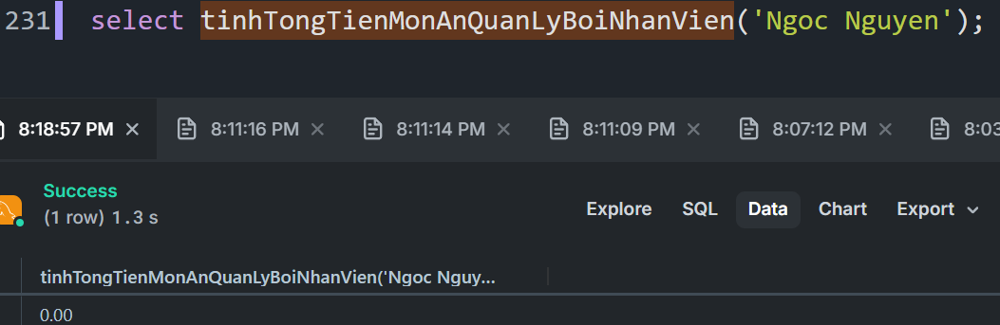 231 select tinhTongTienMonAnQuanLyBoiNhanVien('Ngoc Nguyen');
8:18:57 PM × 8:11:16 PM × 8:11:14 PM × 8:11:09 PM × 8:07:12 PM × 8:03
Success
(1 row) 1.3 s
Explore SQL Data Chart Export
tinhTongTienMonAnQuanLyBoiNhanVien('Ngoc Nguy...
0.00